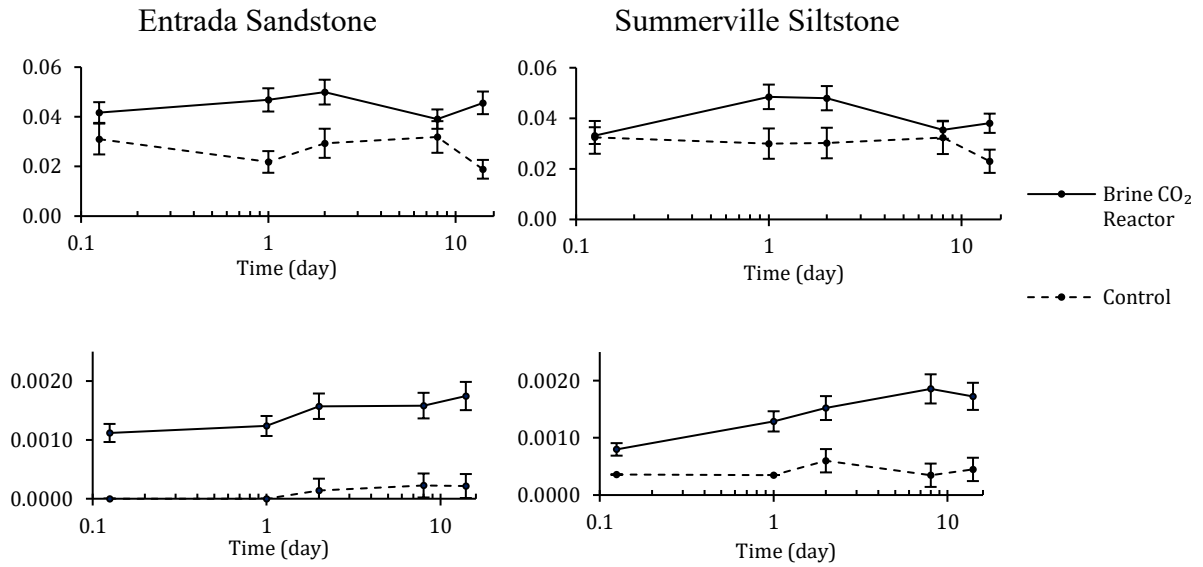 Entrada Sandstone
Summerville Siltstone
0.06
0.04
0.02
0.00
0.1
1
10
Time (day)
0.06
0.04
0.02
0.00
0.1
1
10
Time (day)
Brine CO₂
Reactor
Control
0.0020
0.0010
0.0000
0.1
1
10
Time (day)
0.0020
0.0010
0.0000
0.1
1
10
Time (day)